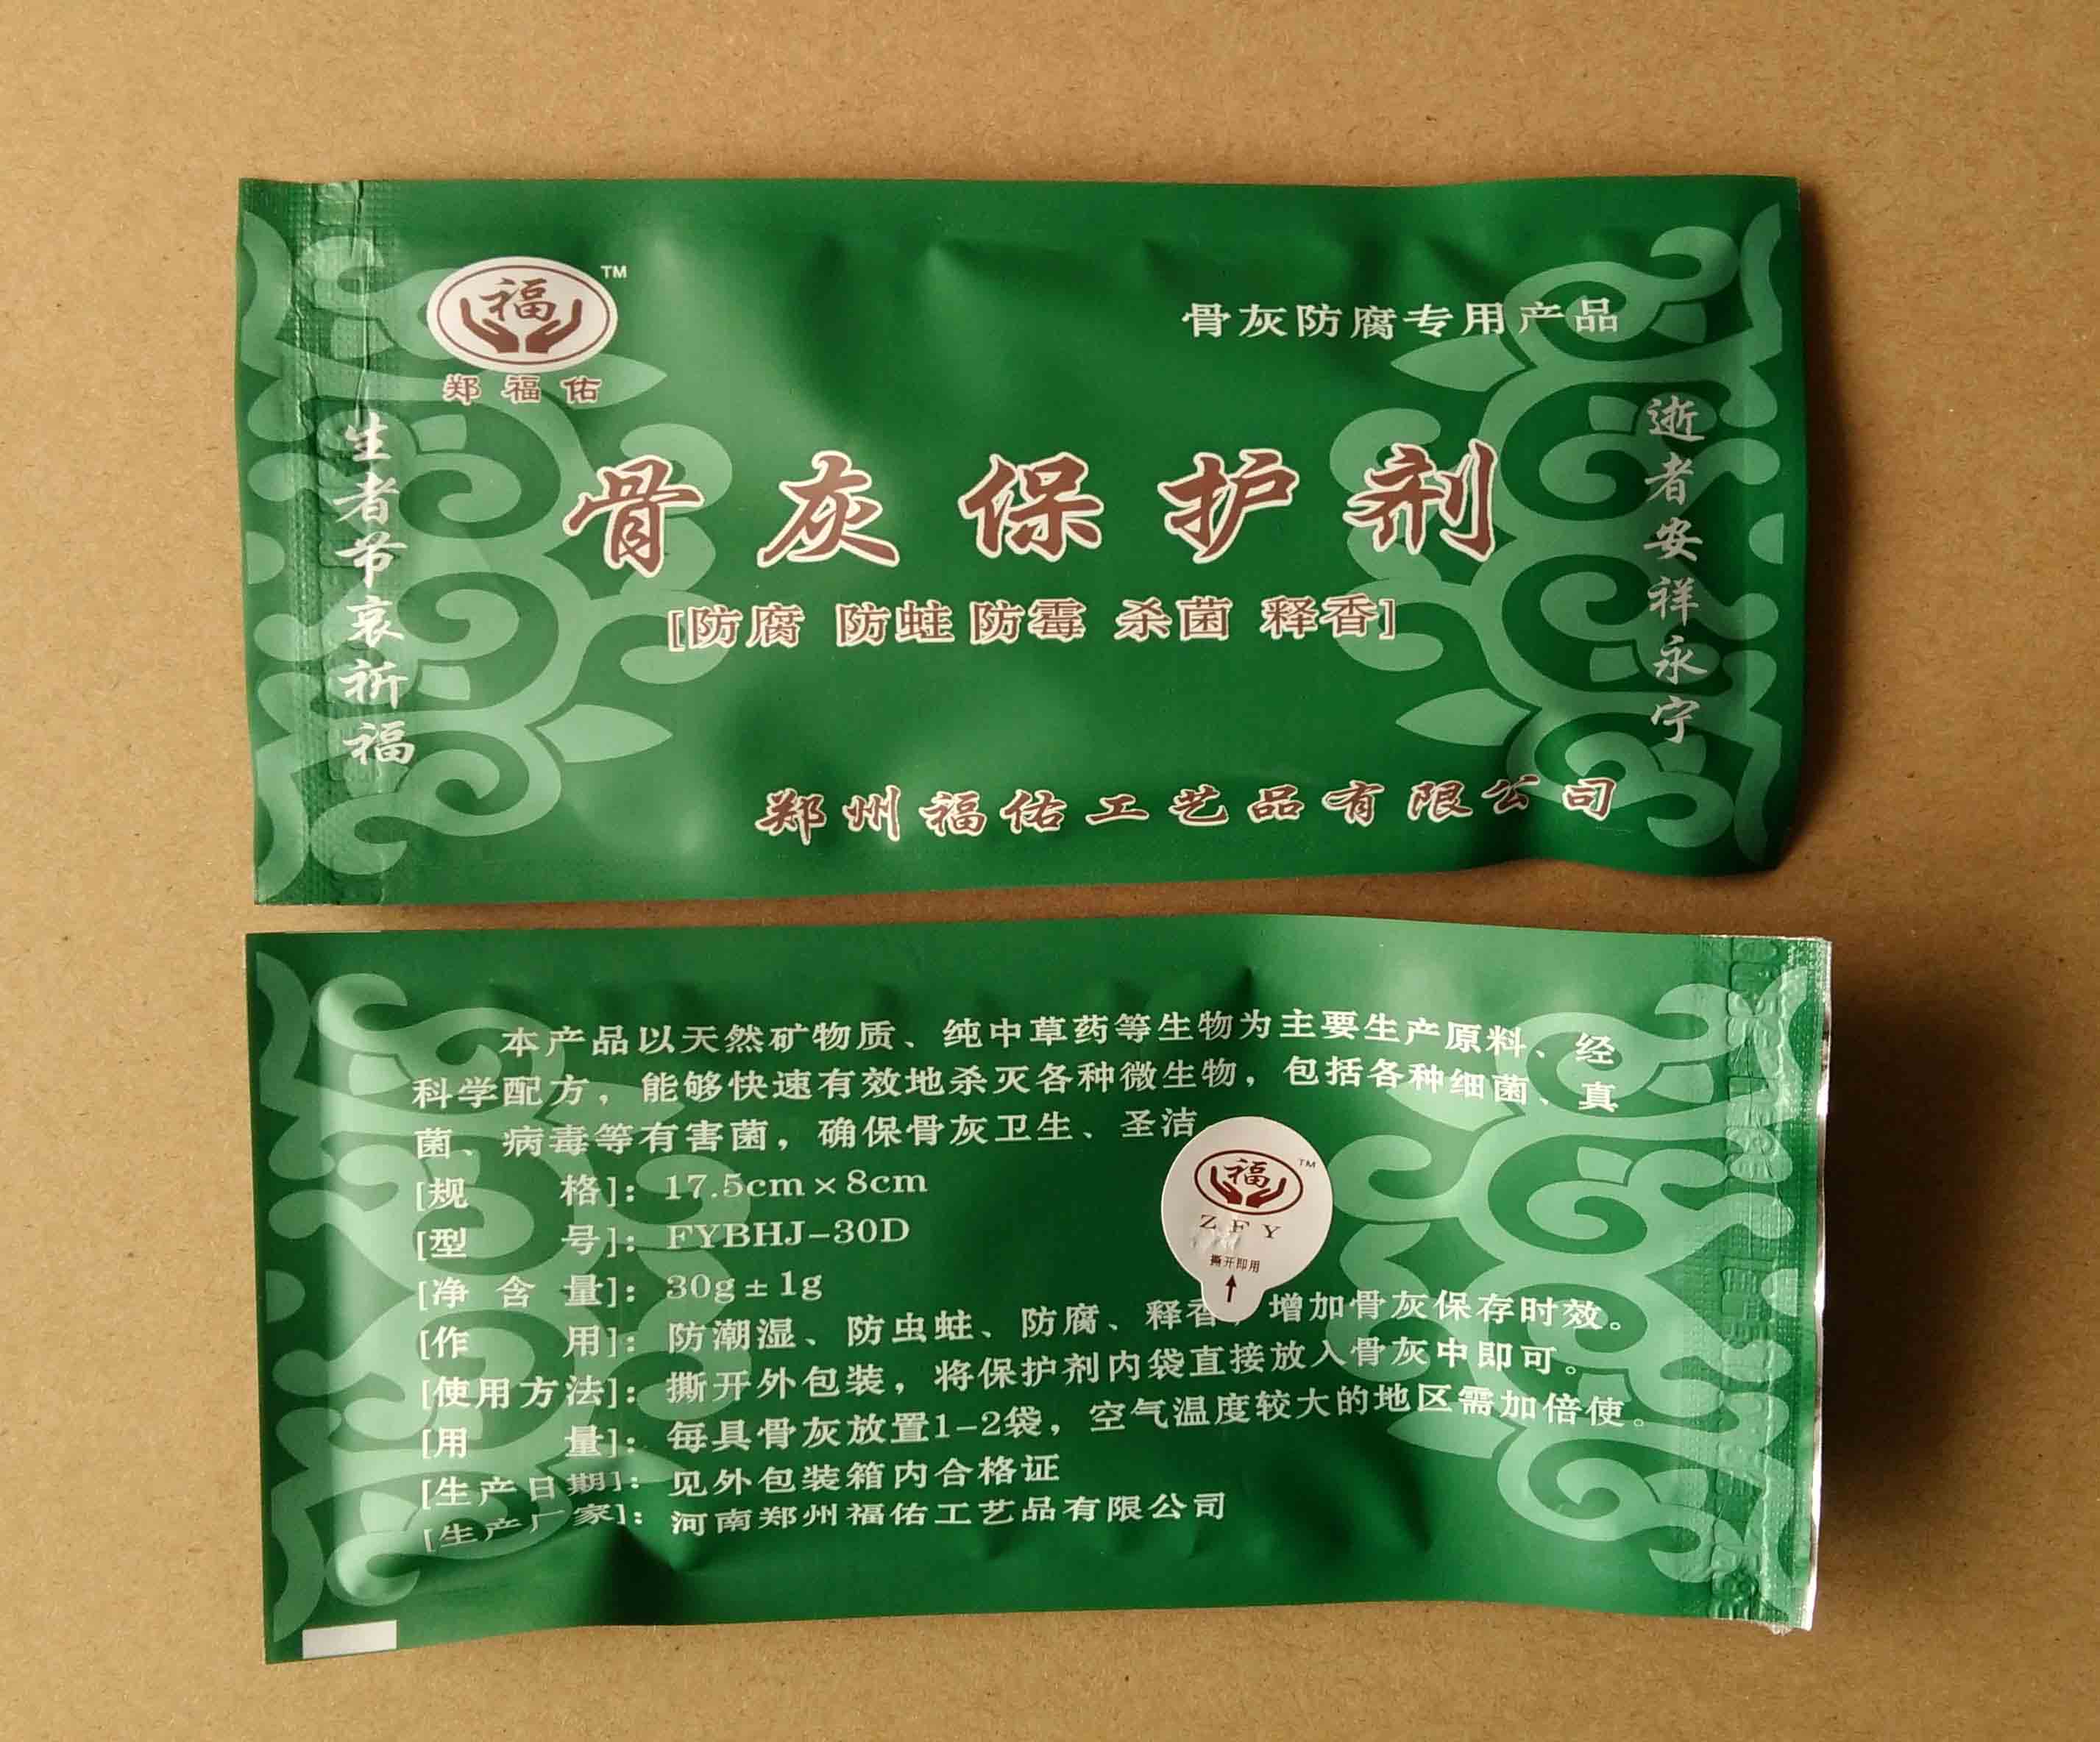 福 TM
郑福佑
骨灰防腐专用产品
生者节哀祈福
逝者安祥永宁
骨灰保护剂
[防腐 防蛀 防霉 杀菌 释香]
郑州福佑工艺品有限公司
本产品以天然矿物质、纯中草药等生物为主要生产原料、经
科学配方，能够快速有效地杀灭各种微生物，包括各种细菌、真
菌、病毒等有害菌，确保骨灰卫生、圣洁
福 TM
ZFY
撕开即用
[规格]：17.5cm×8cm
[型号]：FYBHJ-30D
[净含量]：30g±1g
[作用]：防潮湿、防虫蛀、防腐、释香，增加骨灰保存时效。
[使用方法]：撕开外包装，将保护剂内袋直接放入骨灰中即可。
[用量]：每具骨灰放置1-2袋，空气温度较大的地区需加倍使。
[生产日期]：见外包装箱内合格证
[生产厂家]：河南郑州福佑工艺品有限公司